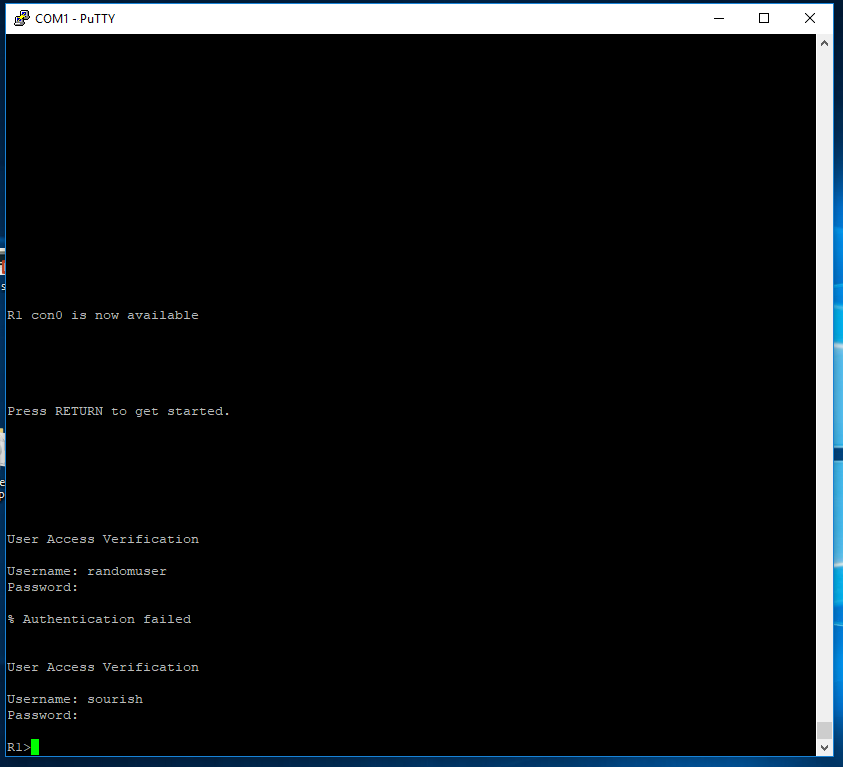 COM1 - PuTTY
R1 con0 is now available
Press RETURN to get started.
User Access Verification
Username: randomuser
Password:
% Authentication failed
User Access Verification
Username: sourish
Password:
R1>